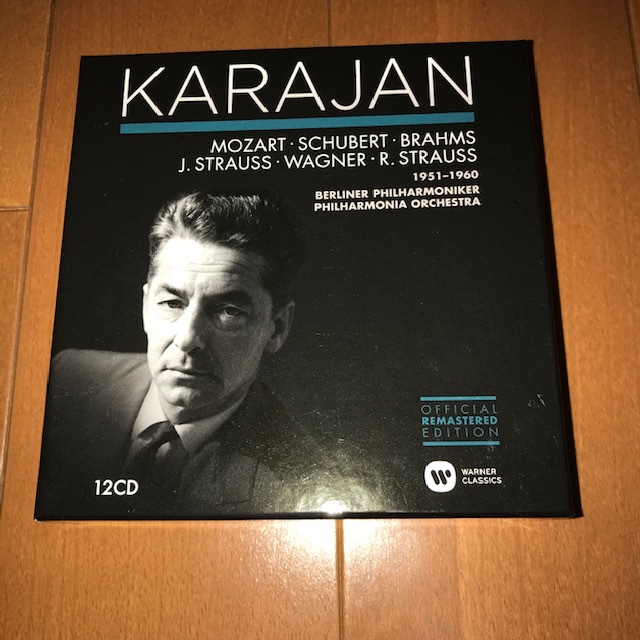 KARAJAN
MOZART · SCHUBERT · BRAHMS
J. STRAUSS · WAGNER · R. STRAUSS
1951–1960
BERLINER PHILHARMONIKER
PHILHARMONIA ORCHESTRA
OFFICIAL
REMASTERED
EDITION
12CD
WARNER
CLASSICS